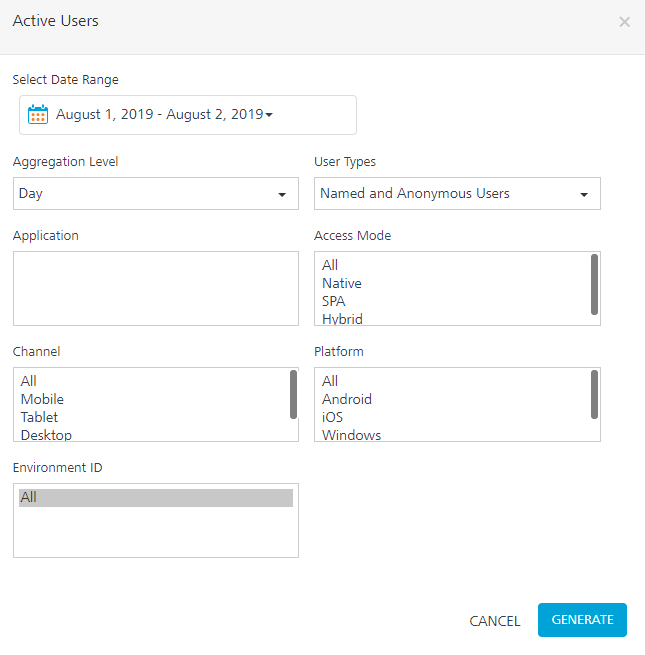 Active Users
×
Select Date Range
August 1, 2019 - August 2, 2019
Aggregation Level
User Types
Day
Named and Anonymous Users
Application
Access Mode
All
Native
SPA
Hybrid
Channel
Platform
All
Mobile
Tablet
Desktop
All
Android
iOS
Windows
Environment ID
All
CANCEL
GENERATE